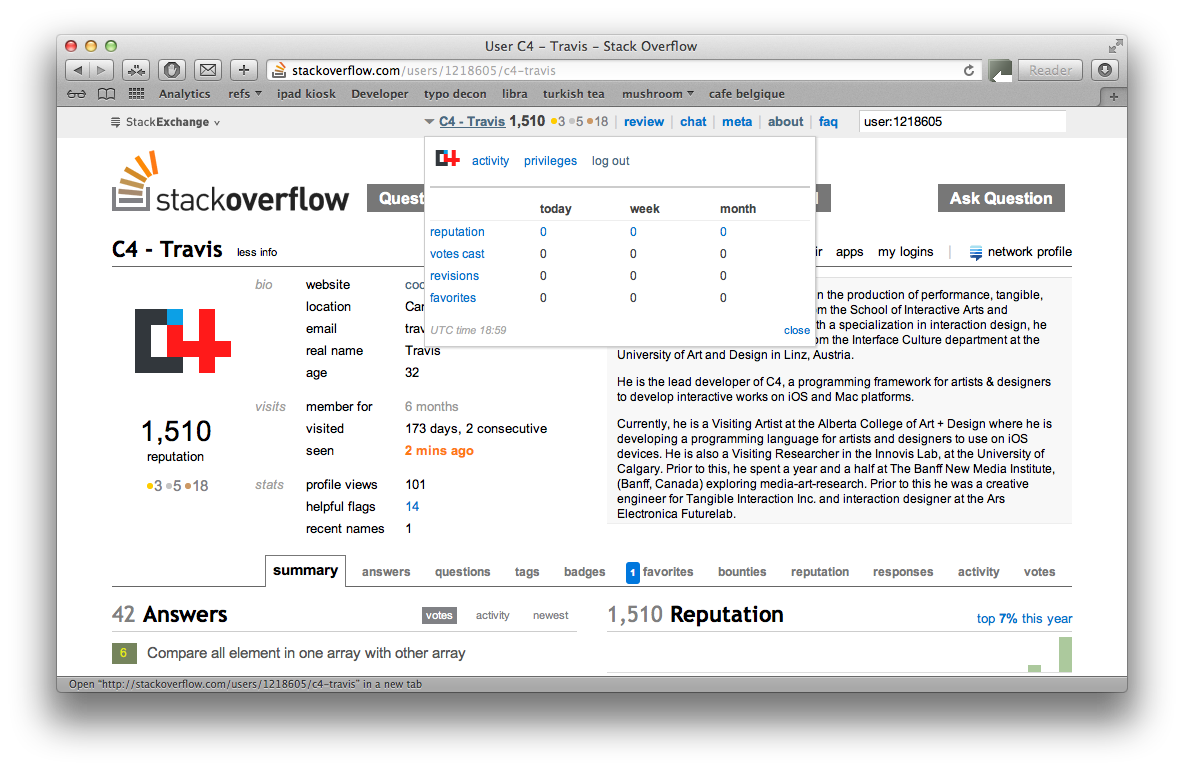 User C4 – Travis – Stack Overflow
stackoverflow.com/users/1218605/c4-travis
Reader
Analytics refs ipad kiosk Developer typo decon libra turkish tea mushroom cafe belgique
StackExchange C4 - Travis 1,510 3 5 18 | review | chat | meta | about | faq user:1218605
activity privileges log out
stackoverflow Ask Question
today week month
reputation 0 0 0
votes cast 0 0 0
revisions 0 0 0
favorites 0 0 0
UTC time 18:59 close
C4 - Travis less info apps my logins | network profile
bio website
location
email
real name Travis
age 32
visits member for 6 months
visited 173 days, 2 consecutive
seen 2 mins ago
1,510
reputation
3 5 18
stats profile views 101
helpful flags 14
recent names 1
n the production of performance, tangible,
om the School of Interactive Arts and
th a specialization in interaction design, he
om the Interface Culture department at the
University of Art and Design in Linz, Austria.
He is the lead developer of C4, a programming framework for artists & designers
to develop interactive works on iOS and Mac platforms.
Currently, he is a Visiting Artist at the Alberta College of Art + Design where he is
developing a programming language for artists and designers to use on iOS
devices. He is also a Visiting Researcher in the Innovis Lab, at the University of
Calgary. Prior to this, he spent a year and a half at The Banff New Media Institute,
(Banff, Canada) exploring media-art-research. Prior to this he was a creative
engineer for Tangible Interaction Inc. and interaction designer at the Ars
Electronica Futurelab.
summary answers questions tags badges 1 favorites bounties reputation responses activity votes
42 Answers votes activity newest
1,510 Reputation top 7% this year
6 Compare all element in one array with other array
Open "http://stackoverflow.com/users/1218605/c4-travis" in a new tab